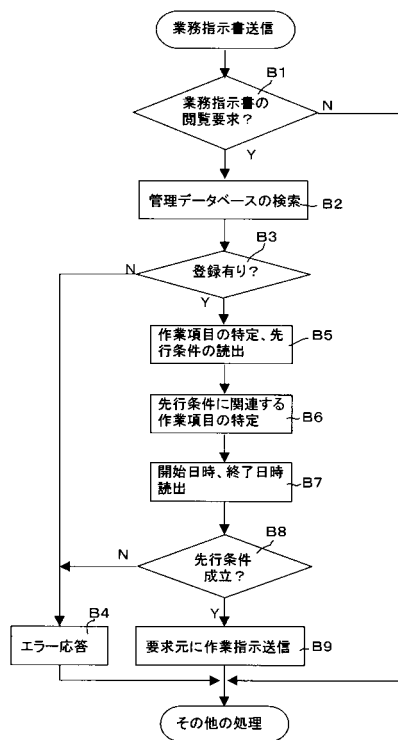 業務指示書送信
B1
業務指示書の
閲覧要求?
N
Y
管理データベースの検索
B2
B3
N
登録有り?
Y
作業項目の特定、先
行条件の読出
B5
先行条件に関連する
作業項目の特定
B6
開始日時、終了日時
読出
B7
B8
N
先行条件
成立?
Y
B4
エラー応答
要求元に作業指示送信
B9
その他の処理